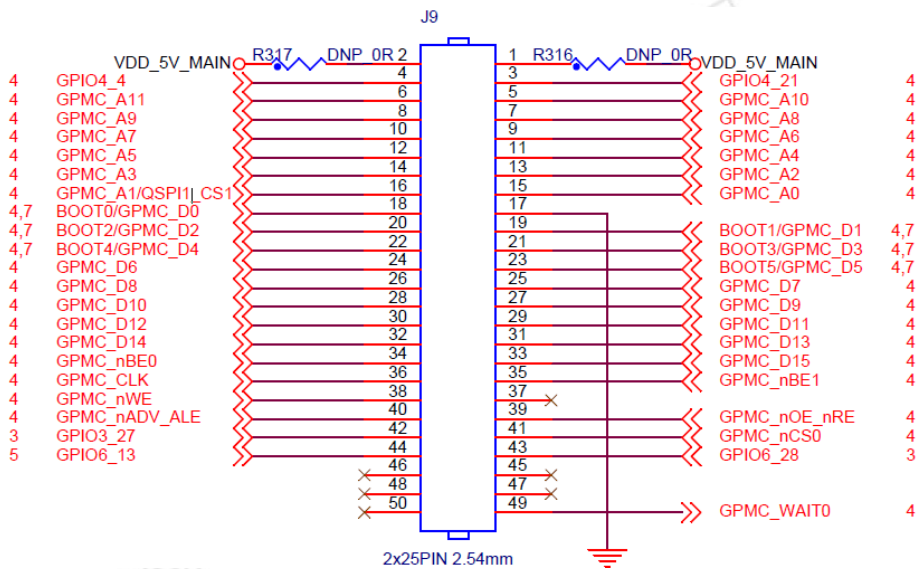 J9
VDD_5V_MAIN R317 DNP_0R 2 1 R316 DNP_0R VDD_5V_MAIN
4 GPIO4_4 4 3 GPIO4_21 4
4 GPMC_A11 6 5 GPMC_A10 4
4 GPMC_A9 8 7 GPMC_A8 4
4 GPMC_A7 10 9 GPMC_A6 4
4 GPMC_A5 12 11 GPMC_A4 4
4 GPMC_A3 14 13 GPMC_A2 4
4 GPMC_A1/QSPI1_CS1 16 15 GPMC_A0 4
4,7 BOOT0/GPMC_D0 18 17
4,7 BOOT2/GPMC_D2 20 19 BOOT1/GPMC_D1 4,7
4,7 BOOT4/GPMC_D4 22 21 BOOT3/GPMC_D3 4,7
4 GPMC_D6 24 23 BOOT5/GPMC_D5 4,7
4 GPMC_D8 26 25 GPMC_D7 4
4 GPMC_D10 28 27 GPMC_D9 4
4 GPMC_D12 30 29 GPMC_D11 4
4 GPMC_D14 32 31 GPMC_D13 4
4 GPMC_nBE0 34 33 GPMC_D15 4
4 GPMC_CLK 36 35 GPMC_nBE1 4
4 GPMC_nWE 38 37
4 GPMC_nADV_ALE 40 39 GPMC_nOE_nRE 4
3 GPIO3_27 42 41 GPMC_nCS0 4
5 GPIO6_13 44 43 GPIO6_28 3
46 45
48 47
50 49 GPMC_WAIT0 4
2x25PIN 2.54mm